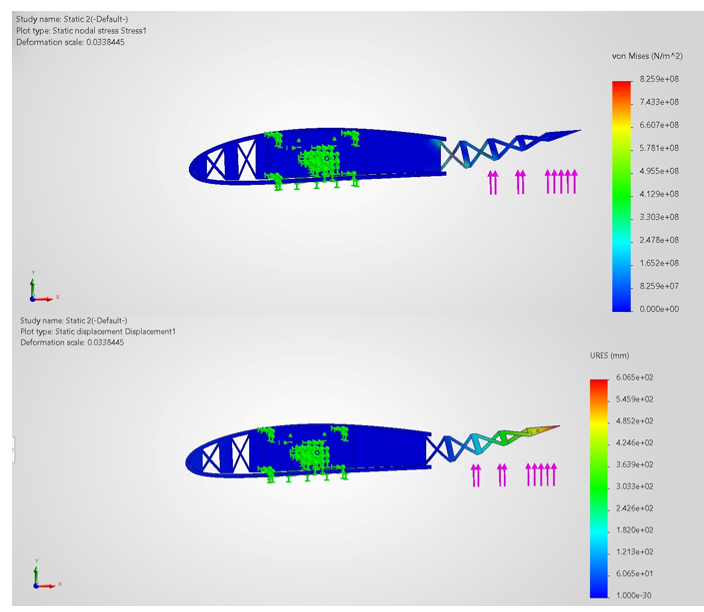 Study name: Static 2(-Default-)
Plot type: Static nodal stress Stress1
Deformation scale: 0.0338445
von Mises (N/m^2)
8.259e+08
7.433e+08
6.607e+08
5.781e+08
4.955e+08
4.129e+08
3.303e+08
2.478e+08
1.652e+08
8.259e+07
0.000e+00
Y
X
Study name: Static 2(-Default-)
Plot type: Static displacement Displacement1
Deformation scale: 0.0338445
URES (mm)
6.065e+02
5.459e+02
4.852e+02
4.246e+02
3.639e+02
3.033e+02
2.426e+02
1.820e+02
1.213e+02
6.065e+01
1.000e-30
Y
X